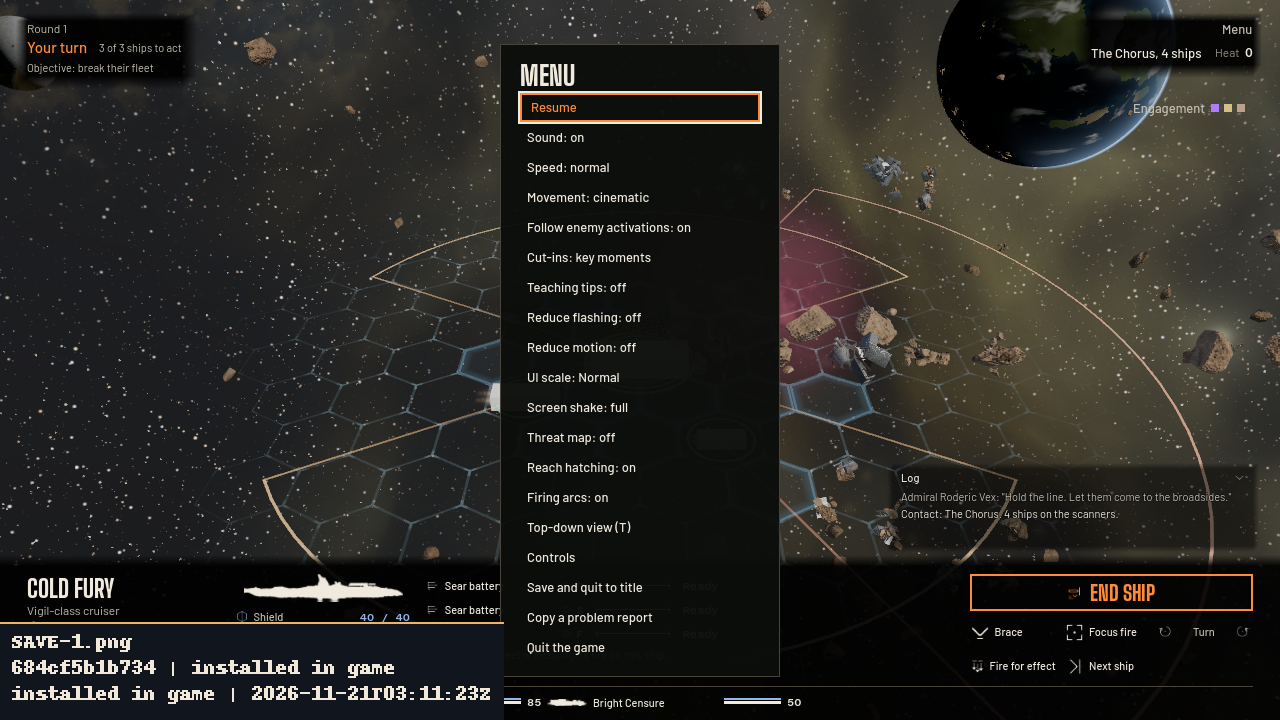 Round 1
Your turn 3 of 3 ships to act
Objective: break their fleet
Menu
The Chorus, 4 ships Heat 0
Engagement
MENU
Resume
Sound: on
Speed: normal
Movement: cinematic
Follow enemy activations: on
Cut-ins: key moments
Teaching tips: off
Reduce flashing: off
Reduce motion: off
UI scale: Normal
Screen shake: full
Threat map: off
Reach hatching: on
Firing arcs: on
Top-down view (T)
Controls
Save and quit to title
Copy a problem report
Quit the game
Log
Admiral Roderic Vex: "Hold the line. Let them come to the broadsides."
Contact: The Chorus, 4 ships on the scanners.
COLD FURY
Vigil-class cruiser
Shield 40 / 40
Sear batter
Sear batter
Ready
Ready
Ready
END SHIP
Brace Focus fire Turn
Fire for effect Next ship
85 Bright Censure 50
SAVE-1.png
684cf5b1b734 | installed in game
installed in game | 2026-11-21T03:11:23Z